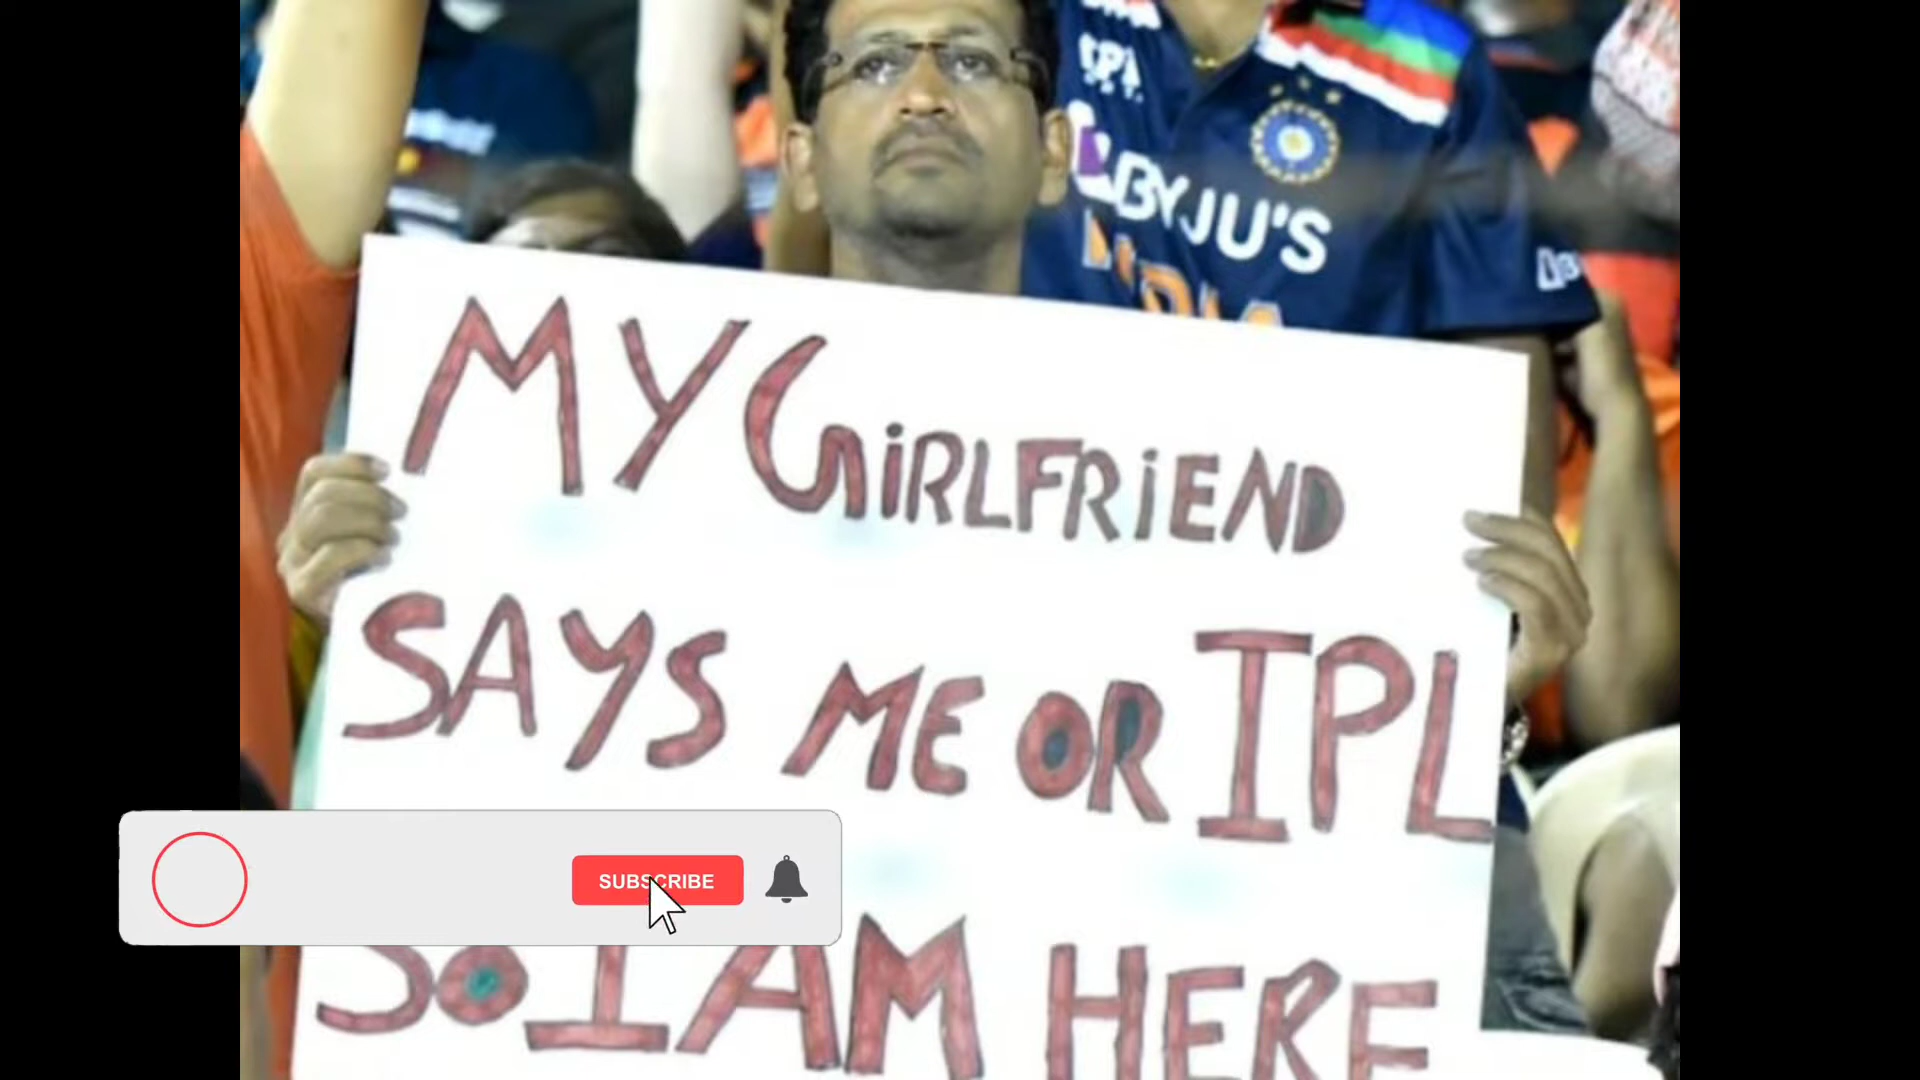 BYJU'S
MY GiRLFRiEND
SAYS ME OR IPL
SUBSCRIBE
So I AM HERE